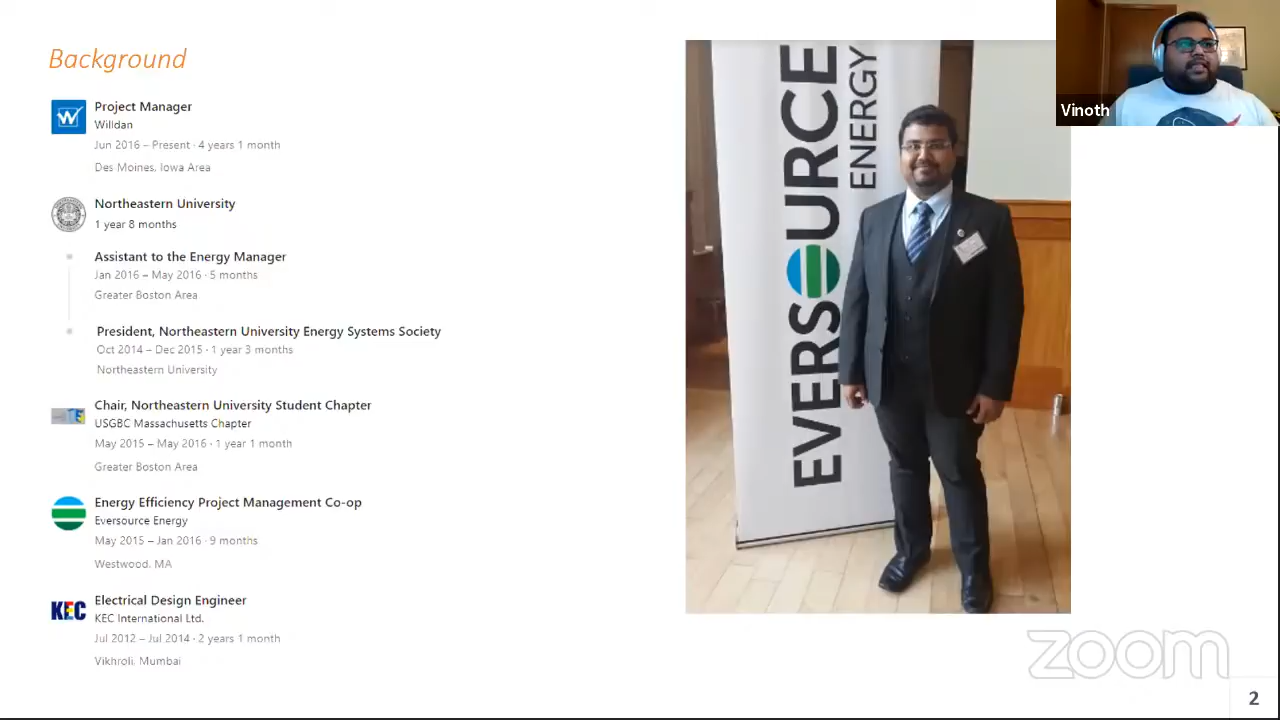 Background
Project Manager
Willdan
Jun 2016 – Present · 4 years 1 month
Des Moines, Iowa Area
Northeastern University
1 year 8 months
Assistant to the Energy Manager
Jan 2016 – May 2016 · 5 months
Greater Boston Area
President, Northeastern University Energy Systems Society
Oct 2014 – Dec 2015 · 1 year 3 months
Northeastern University
Chair, Northeastern University Student Chapter
USGBC Massachusetts Chapter
May 2015 – May 2016 · 1 year 1 month
Greater Boston Area
Energy Efficiency Project Management Co-op
Eversource Energy
May 2015 – Jan 2016 · 9 months
Westwood, MA
KEC
Electrical Design Engineer
KEC International Ltd.
Jul 2012 – Jul 2014 · 2 years 1 month
Vikhroli, Mumbai
EVERSOURCE
ENERGY
Vinoth
zoom
2